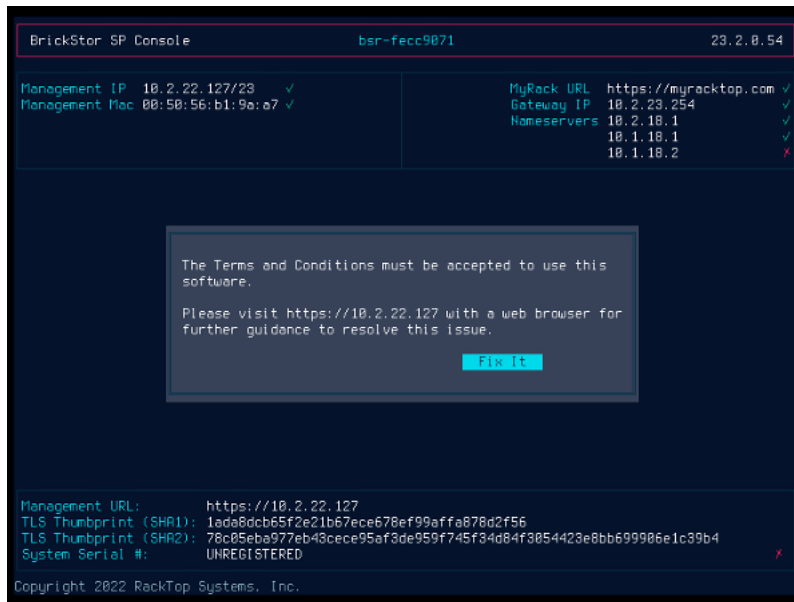 BrickStor SP Console bsr-fecc9071 23.2.0.54
Management IP 10.2.22.127/23 ✓ MyRack URL https://myracktop.com ✓
Management Mac 00:50:56:b1:9a:a7 ✓ Gateway IP 10.2.23.254 ✓
Nameservers 10.2.18.1 ✓
10.1.18.1 ✓
10.1.18.2 ✗
The Terms and Conditions must be accepted to use this
software.
Please visit https://10.2.22.127 with a web browser for
further guidance to resolve this issue.
Fix It
Management URL: https://10.2.22.127
TLS Thumbprint (SHA1): 1ada8dcb65f2e21b67ece678ef99affa878d2f56
TLS Thumbprint (SHA2): 78c05eba977eb43cece95af3de959f745f34d84f3054423e8bb699906e1c39b4
System Serial #: UNREGISTERED ✗
Copyright 2022 RackTop Systems. Inc.